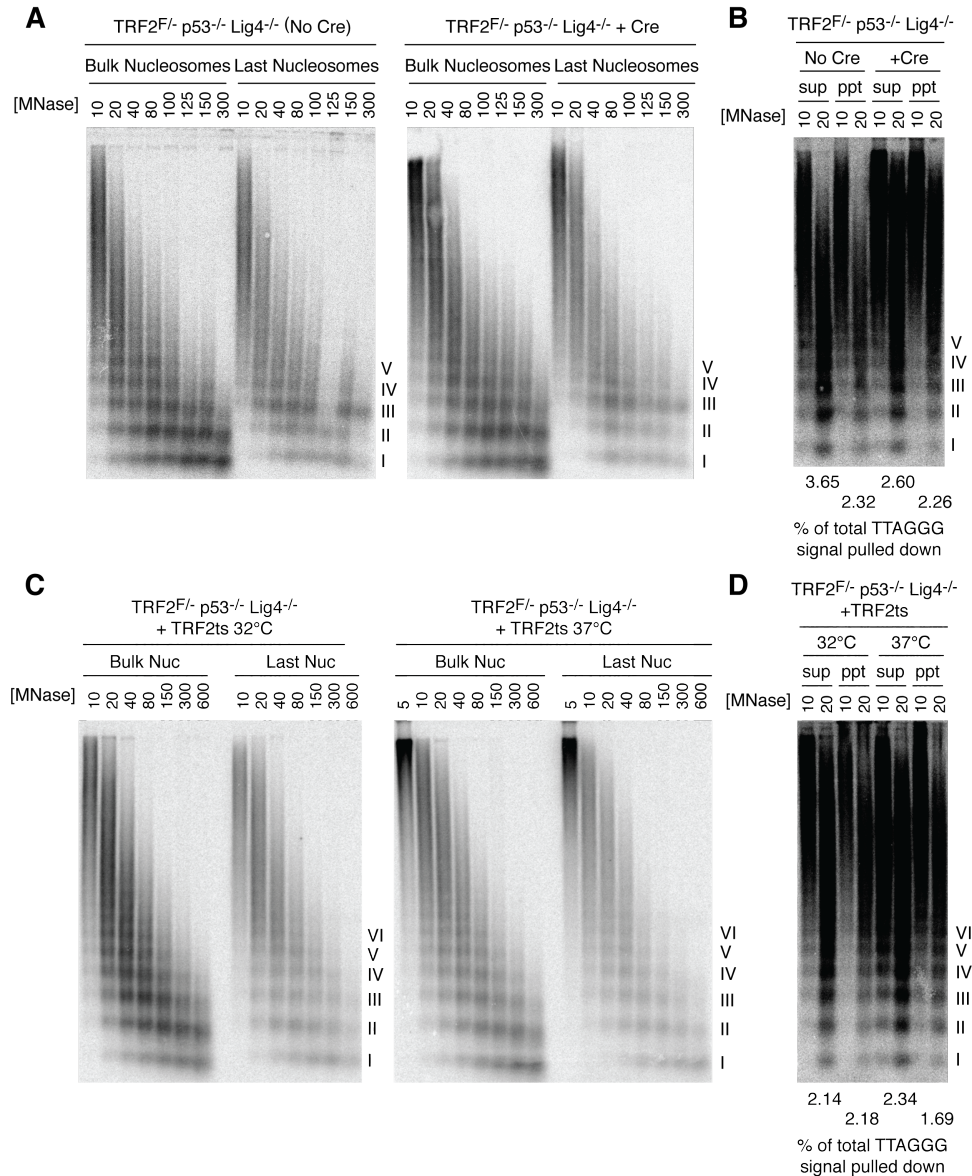 A
TRF2F/- p53-/- Lig4-/- (No Cre)
TRF2F/- p53-/- Lig4-/- + Cre
Bulk Nucleosomes Last Nucleosomes
Bulk Nucleosomes Last Nucleosomes
[MNase] 10 20 40 80 100 125 150 300 10 20 40 80 100 125 150 300
10 20 40 80 100 125 150 300 10 20 40 80 100 125 150 300
V
IV
III
II
I
V
IV
III
II
I
B
TRF2F/- p53-/- Lig4-/-
No Cre +Cre
sup ppt sup ppt
[MNase] 10 20 10 20 10 20 10 20
V
IV
III
II
I
3.65 2.60
2.32 2.26
% of total TTAGGG
signal pulled down
C
TRF2F/- p53-/- Lig4-/-
+ TRF2ts 32°C
TRF2F/- p53-/- Lig4-/-
+ TRF2ts 37°C
Bulk Nuc Last Nuc
Bulk Nuc Last Nuc
[MNase] 10 20 40 80 150 300 600 10 20 40 80 150 300 600
5 10 20 40 80 150 300 600 5 10 20 40 80 150 300 600
VI
V
IV
III
II
I
VI
V
IV
III
II
I
D
TRF2F/- p53-/- Lig4-/-
+TRF2ts
32°C 37°C
sup ppt sup ppt
[MNase] 10 20 10 20 10 20 10 20
VI
V
IV
III
II
I
2.14 2.34
2.18 1.69
% of total TTAGGG
signal pulled down